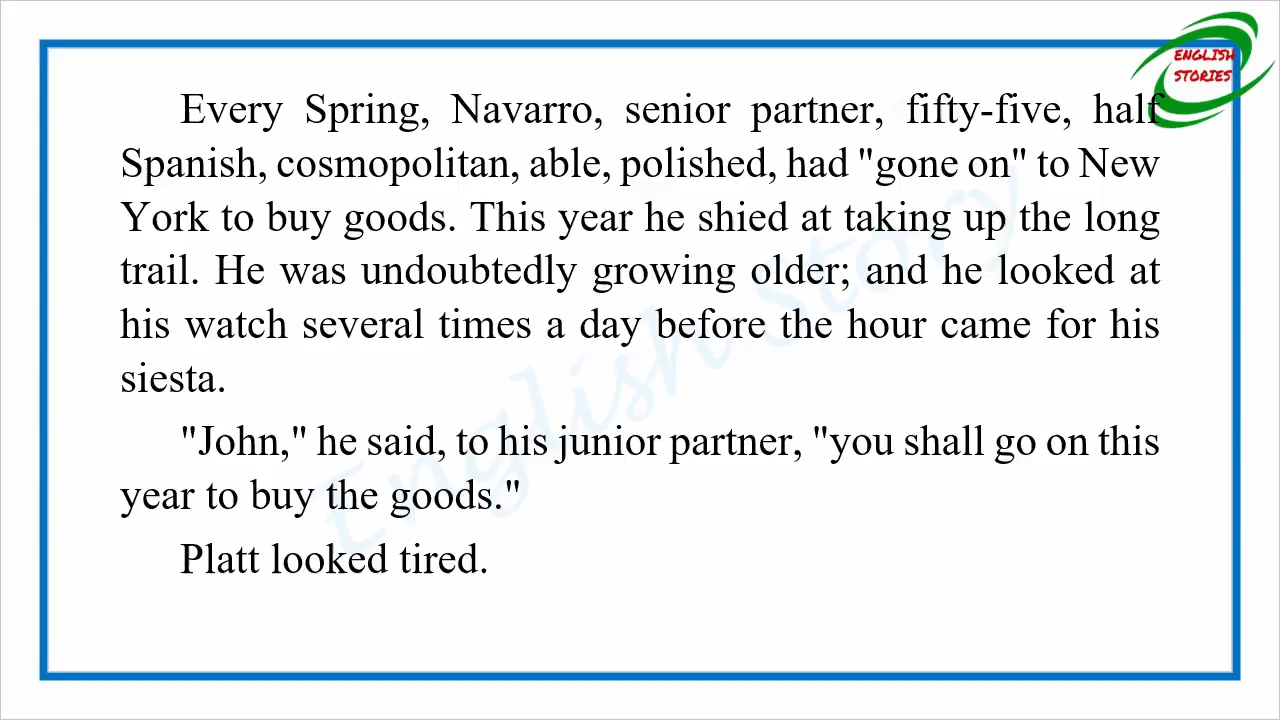 ENGLISH
STORIES
Every Spring, Navarro, senior partner, fifty-five, half
Spanish, cosmopolitan, able, polished, had "gone on" to New
York to buy goods. This year he shied at taking up the long
trail. He was undoubtedly growing older; and he looked at
his watch several times a day before the hour came for his
siesta.
"John," he said, to his junior partner, "you shall go on this
year to buy the goods."
Platt looked tired.
English Story